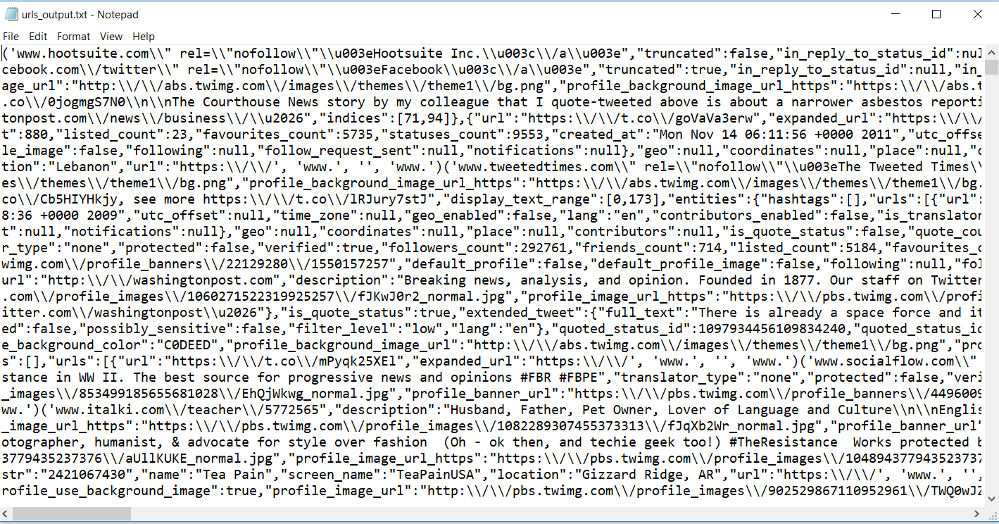 urls_output.txt - Notepad
File Edit Format View Help
('www.hootsuite.com\\" rel=\\"nofollow\\"\\u003eHootsuite Inc.\\u003c\\/a\\u003e","truncated":false,"in_reply_to_status_id":nul
cebook.com\\/twitter\\" rel=\\"nofollow\\"\\u003eFacebook\\u003c\\/a\\u003e","truncated":true,"in_reply_to_status_id":null,"in_
age_url":"http:\\/\\/abs.twimg.com\\/images\\/themes\\/theme1\\/bg.png","profile_background_image_url_https":"https:\\/\\/abs.t
.co\\/0jogmgS7N0\\n\\nThe Courthouse News story by my colleague that I quote-tweeted above is about a narrower asbestos reporti
tonpost.com\\/news\\/business\\/\\u2026","indices":[71,94]},{"url":"https:\\/\\/t.co\\/goVaVa3erw","expanded_url":"https:\\/\\/
t":880,"listed_count":23,"favourites_count":5735,"statuses_count":9553,"created_at":"Mon Nov 14 06:11:56 +0000 2011","utc_offse
le_image":false,"following":null,"follow_request_sent":null,"notifications":null},"geo":null,"coordinates":null,"place":null,"c
tion":"Lebanon","url":"https:\\/\\/', 'www.', '', 'www.')('www.tweetedtimes.com\\" rel=\\"nofollow\\"\\u003eThe Tweeted Times\\
es\\/themes\\/theme1\\/bg.png","profile_background_image_url_https":"https:\\/\\/abs.twimg.com\\/images\\/themes\\/theme1\\/bg.
co\\/Cb5HIYHkjy, see more https:\\/\\/t.co\\/lRJury7stJ","display_text_range":[0,173],"entities":{"hashtags":[],"urls":[{"url":
8:36 +0000 2009","utc_offset":null,"time_zone":null,"geo_enabled":false,"lang":"en","contributors_enabled":false,"is_translator
t":null,"notifications":null},"geo":null,"coordinates":null,"place":null,"contributors":null,"is_quote_status":false,"quote_cou
r_type":"none","protected":false,"verified":true,"followers_count":292761,"friends_count":714,"listed_count":5184,"favourites_c
wimg.com\\/profile_banners\\/22129280\\/1550157257","default_profile":false,"default_profile_image":false,"following":null,"fol
url":"http:\\/\\/washingtonpost.com","description":"Breaking news, analysis, and opinion. Founded in 1877. Our staff on Twitter
.com\\/profile_images\\/1060271522319925257\\/fJKwJ0r2_normal.jpg","profile_image_url_https":"https:\\/\\/pbs.twimg.com\\/profi
itter.com\\/washingtonpost\\u2026"},"is_quote_status":true,"extended_tweet":{"full_text":"There is already a space force and it
ed":false,"possibly_sensitive":false,"filter_level":"low","lang":"en"},"quoted_status_id":1097934456109834240,"quoted_status_id
e_background_color":"C0DEED","profile_background_image_url":"http:\\/\\/abs.twimg.com\\/images\\/themes\\/theme1\\/bg.png","pro
s":[],"urls":[{"url":"https:\\/\\/t.co\\/mPyqk25XEl","expanded_url":"https:\\/\\/', 'www.', '', 'www.')('www.socialflow.com\\"
stance in WW II. The best source for progressive news and opinions #FBR #FBPE","translator_type":"none","protected":false,"veri
_images\\/853499185655681028\\/EhQjWkwg_normal.jpg","profile_banner_url":"https:\\/\\/pbs.twimg.com\\/profile_banners\\/4496009
ww.')('www.italki.com\\/teacher\\/5772565","description":"Husband, Father, Pet Owner, Lover of Language and Culture\\n\\nEnglis
_image_url_https":"https:\\/\\/pbs.twimg.com\\/profile_images\\/1082289307455373313\\/fJqXb2Wr_normal.jpg","profile_banner_url"
otographer, humanist, & advocate for style over fashion  (Oh - ok then, and techie geek too!) #TheResistance  Works protected b
3779435237376\\/aUllKUKE_normal.jpg","profile_image_url_https":"https:\\/\\/pbs.twimg.com\\/profile_images\\/104894377943523737
str":"2421067430","name":"Tea Pain","screen_name":"TeaPainUSA","location":"Gizzard Ridge, AR","url":"https:\\/\\/', 'www.', '',
rofile_use_background_image":true,"profile_image_url":"http:\\/\\/pbs.twimg.com\\/profile_images\\/902529867110952961\\/TWQ0wJZ